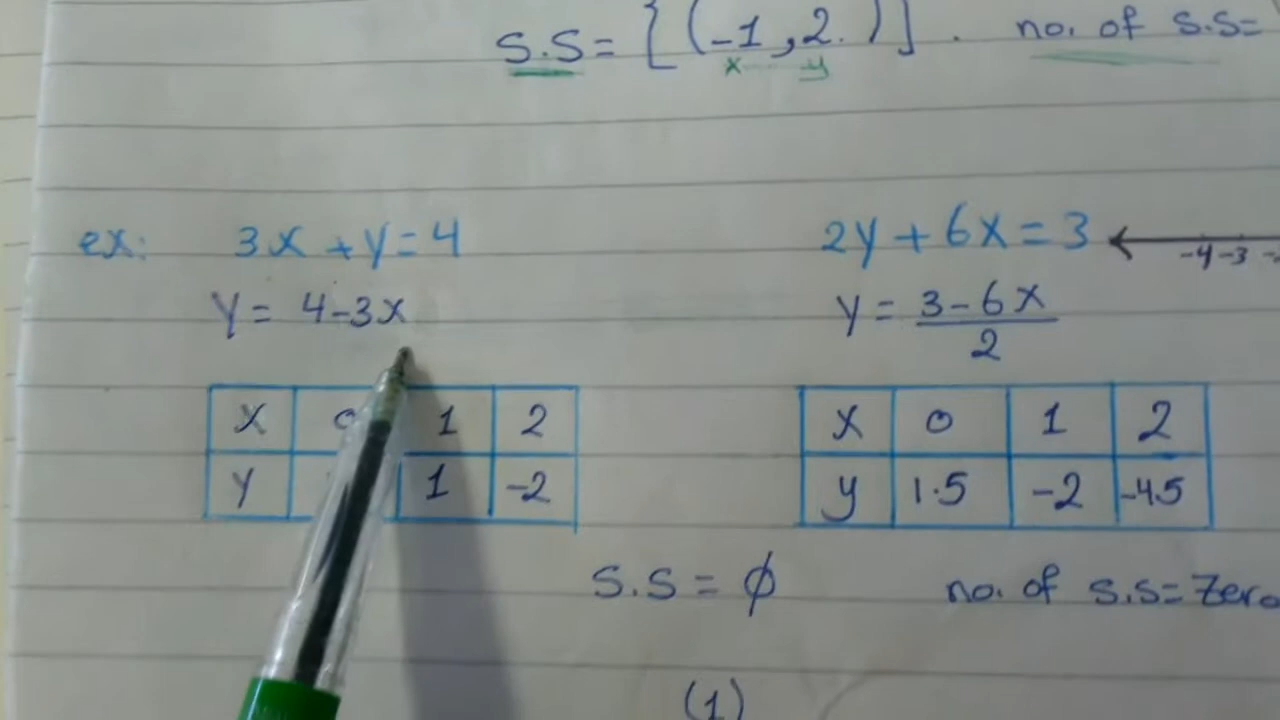 S.S = {(-1, 2.)}. no. of S.S=
x y
ex: 3x + y = 4 2y + 6x = 3
-4 -3
y = 4-3x y = 3-6x / 2
x 0 1 2 x 0 1 2
y 1 -2 y 1.5 -2 -4.5
S.S = ϕ no. of S.S= Zero
(1)